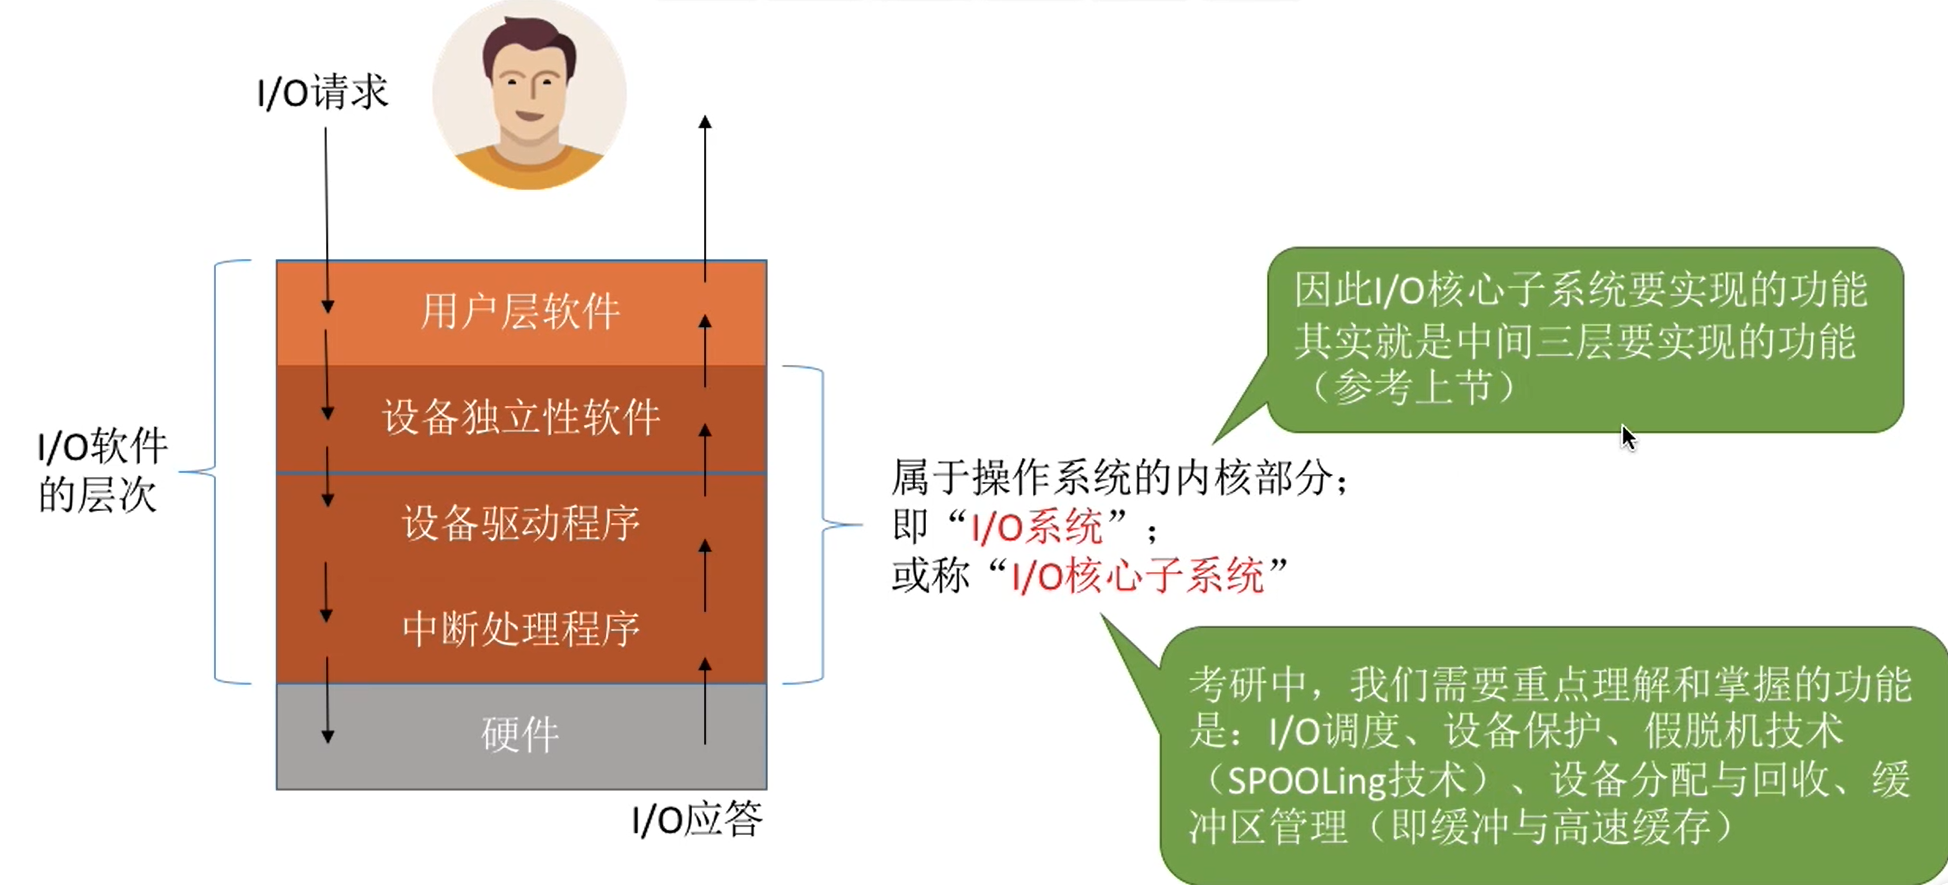 I/O请求
用户层软件
设备独立性软件
设备驱动程序
中断处理程序
硬件
I/O应答
I/O软件
的层次
因此I/O核心子系统要实现的功能
其实就是中间三层要实现的功能
（参考上节）
属于操作系统的内核部分；
即“I/O系统”；
或称“I/O核心子系统”
考研中，我们需要重点理解和掌握的功能
是：I/O调度、设备保护、假脱机技术
（SPOOLing技术）、设备分配与回收、缓
冲区管理（即缓冲与高速缓存）